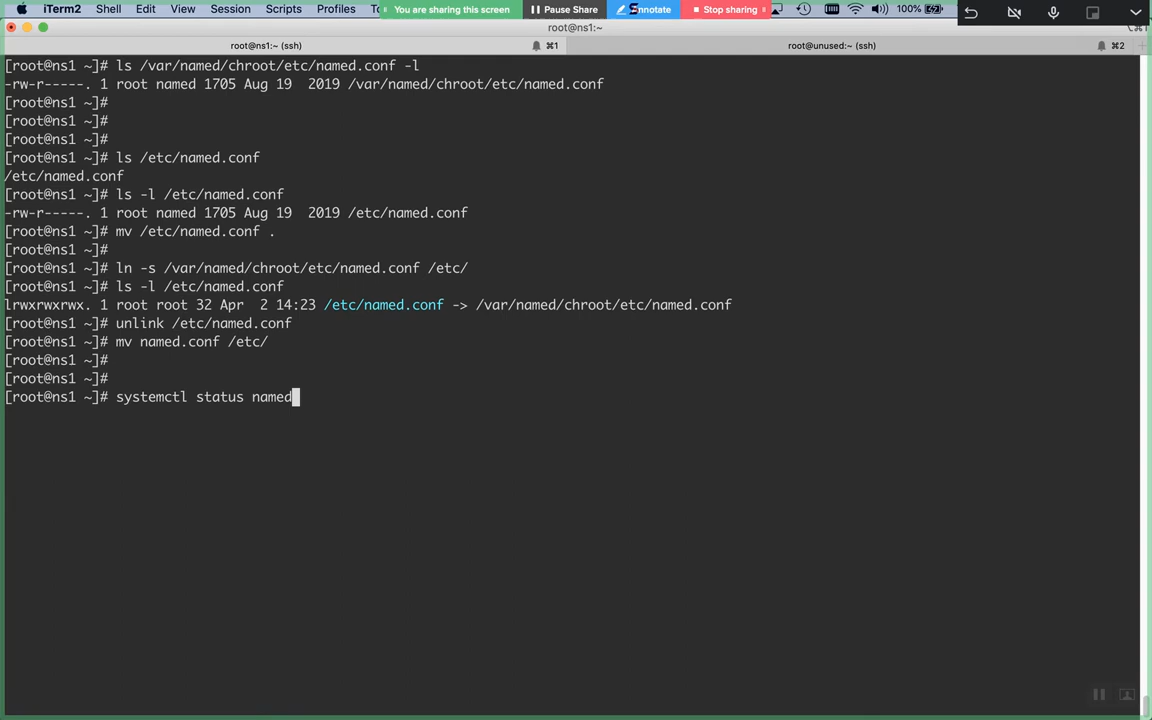 iTerm2 Shell Edit View Session Scripts Profiles You are sharing this screen Pause Share Annotate Stop sharing 100%
root@ns1:~
root@ns1:~ (ssh) ⌘1 root@unused:~ (ssh) ⌘2
[root@ns1 ~]# ls /var/named/chroot/etc/named.conf -l
-rw-r-----. 1 root named 1705 Aug 19  2019 /var/named/chroot/etc/named.conf
[root@ns1 ~]#
[root@ns1 ~]#
[root@ns1 ~]#
[root@ns1 ~]# ls /etc/named.conf
/etc/named.conf
[root@ns1 ~]# ls -l /etc/named.conf
-rw-r-----. 1 root named 1705 Aug 19  2019 /etc/named.conf
[root@ns1 ~]# mv /etc/named.conf .
[root@ns1 ~]#
[root@ns1 ~]# ln -s /var/named/chroot/etc/named.conf /etc/
[root@ns1 ~]# ls -l /etc/named.conf
lrwxrwxrwx. 1 root root 32 Apr  2 14:23 /etc/named.conf -> /var/named/chroot/etc/named.conf
[root@ns1 ~]# unlink /etc/named.conf
[root@ns1 ~]# mv named.conf /etc/
[root@ns1 ~]#
[root@ns1 ~]#
[root@ns1 ~]# systemctl status named